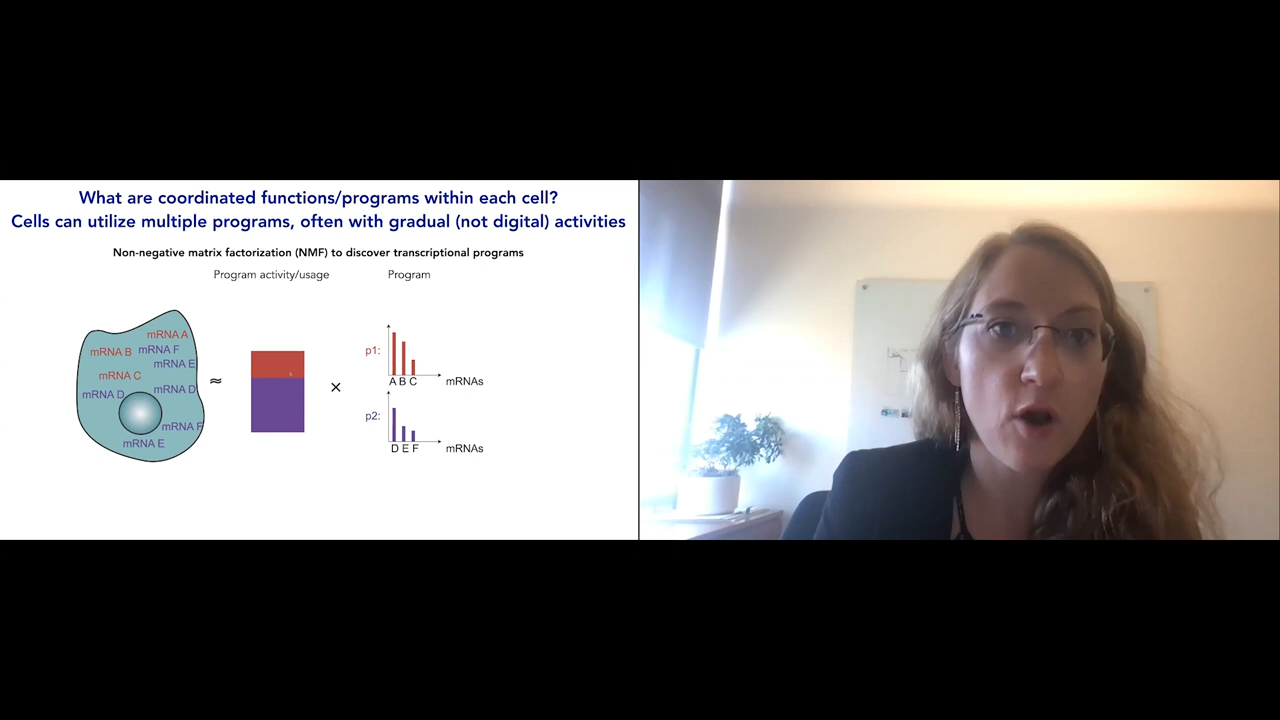 What are coordinated functions/programs within each cell?
Cells can utilize multiple programs, often with gradual (not digital) activities
Non-negative matrix factorization (NMF) to discover transcriptional programs
Program activity/usage
Program
mRNA A
mRNA B
mRNA F
mRNA E
mRNA C
mRNA D
mRNA D
mRNA F
mRNA E
≈
×
p1:
A B C
mRNAs
p2:
D E F
mRNAs